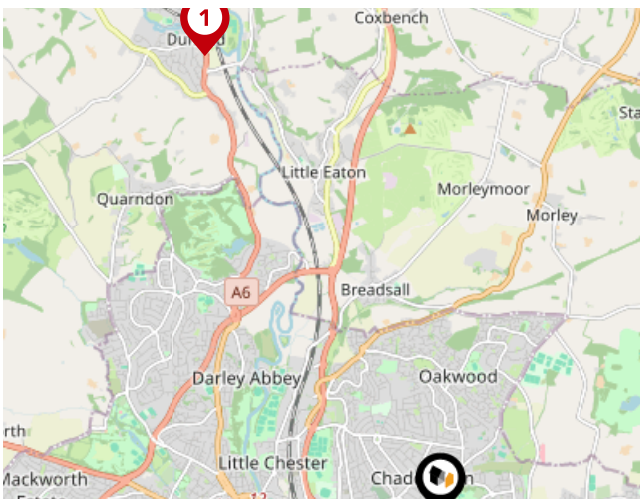 1
Coxbench
Little Eaton
Quarndon
Morleymoor
Morley
A6
Breadsall
Darley Abbey
Oakwood
Little Chester